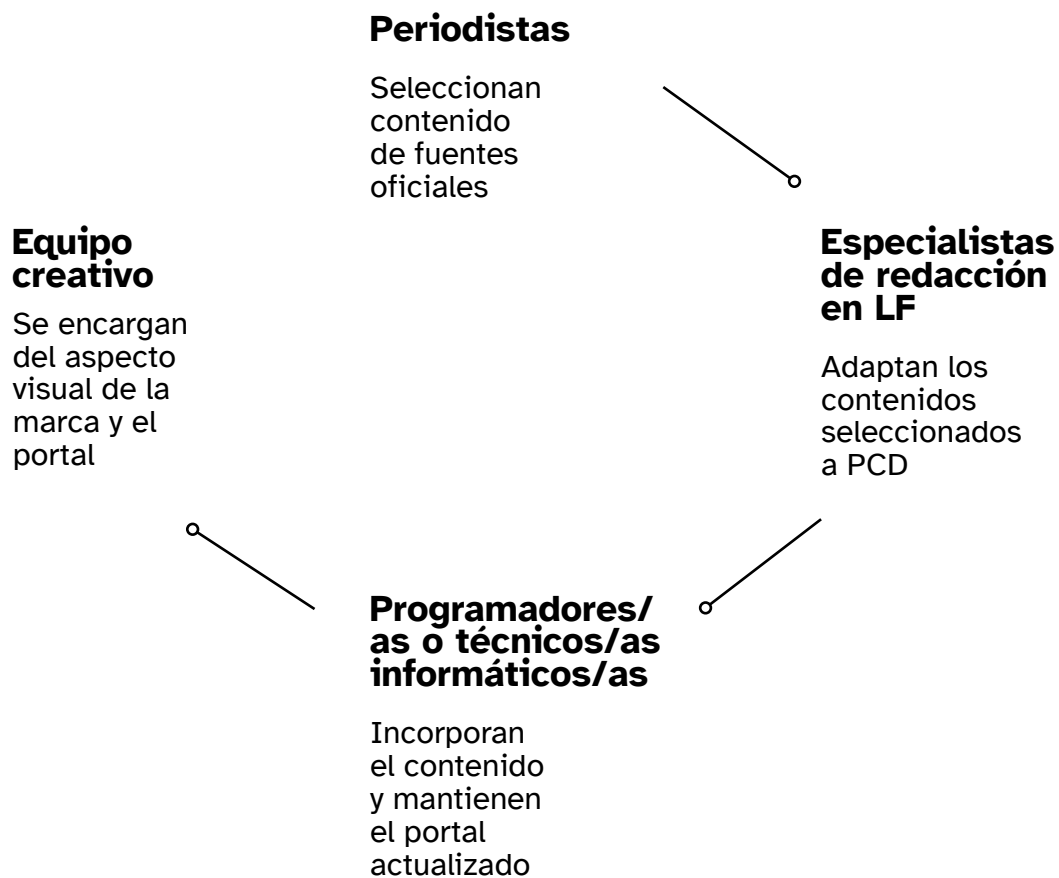 Periodistas
Seleccionan
contenido
de fuentes
oficiales
Especialistas
de redacción
en LF
Adaptan los
contenidos
seleccionados
a PCD
Programadores/
as o técnicos/as
informáticos/as
Incorporan
el contenido
y mantienen
el portal
actualizado
Equipo
creativo
Se encargan
del aspecto
visual de la
marca y el
portal